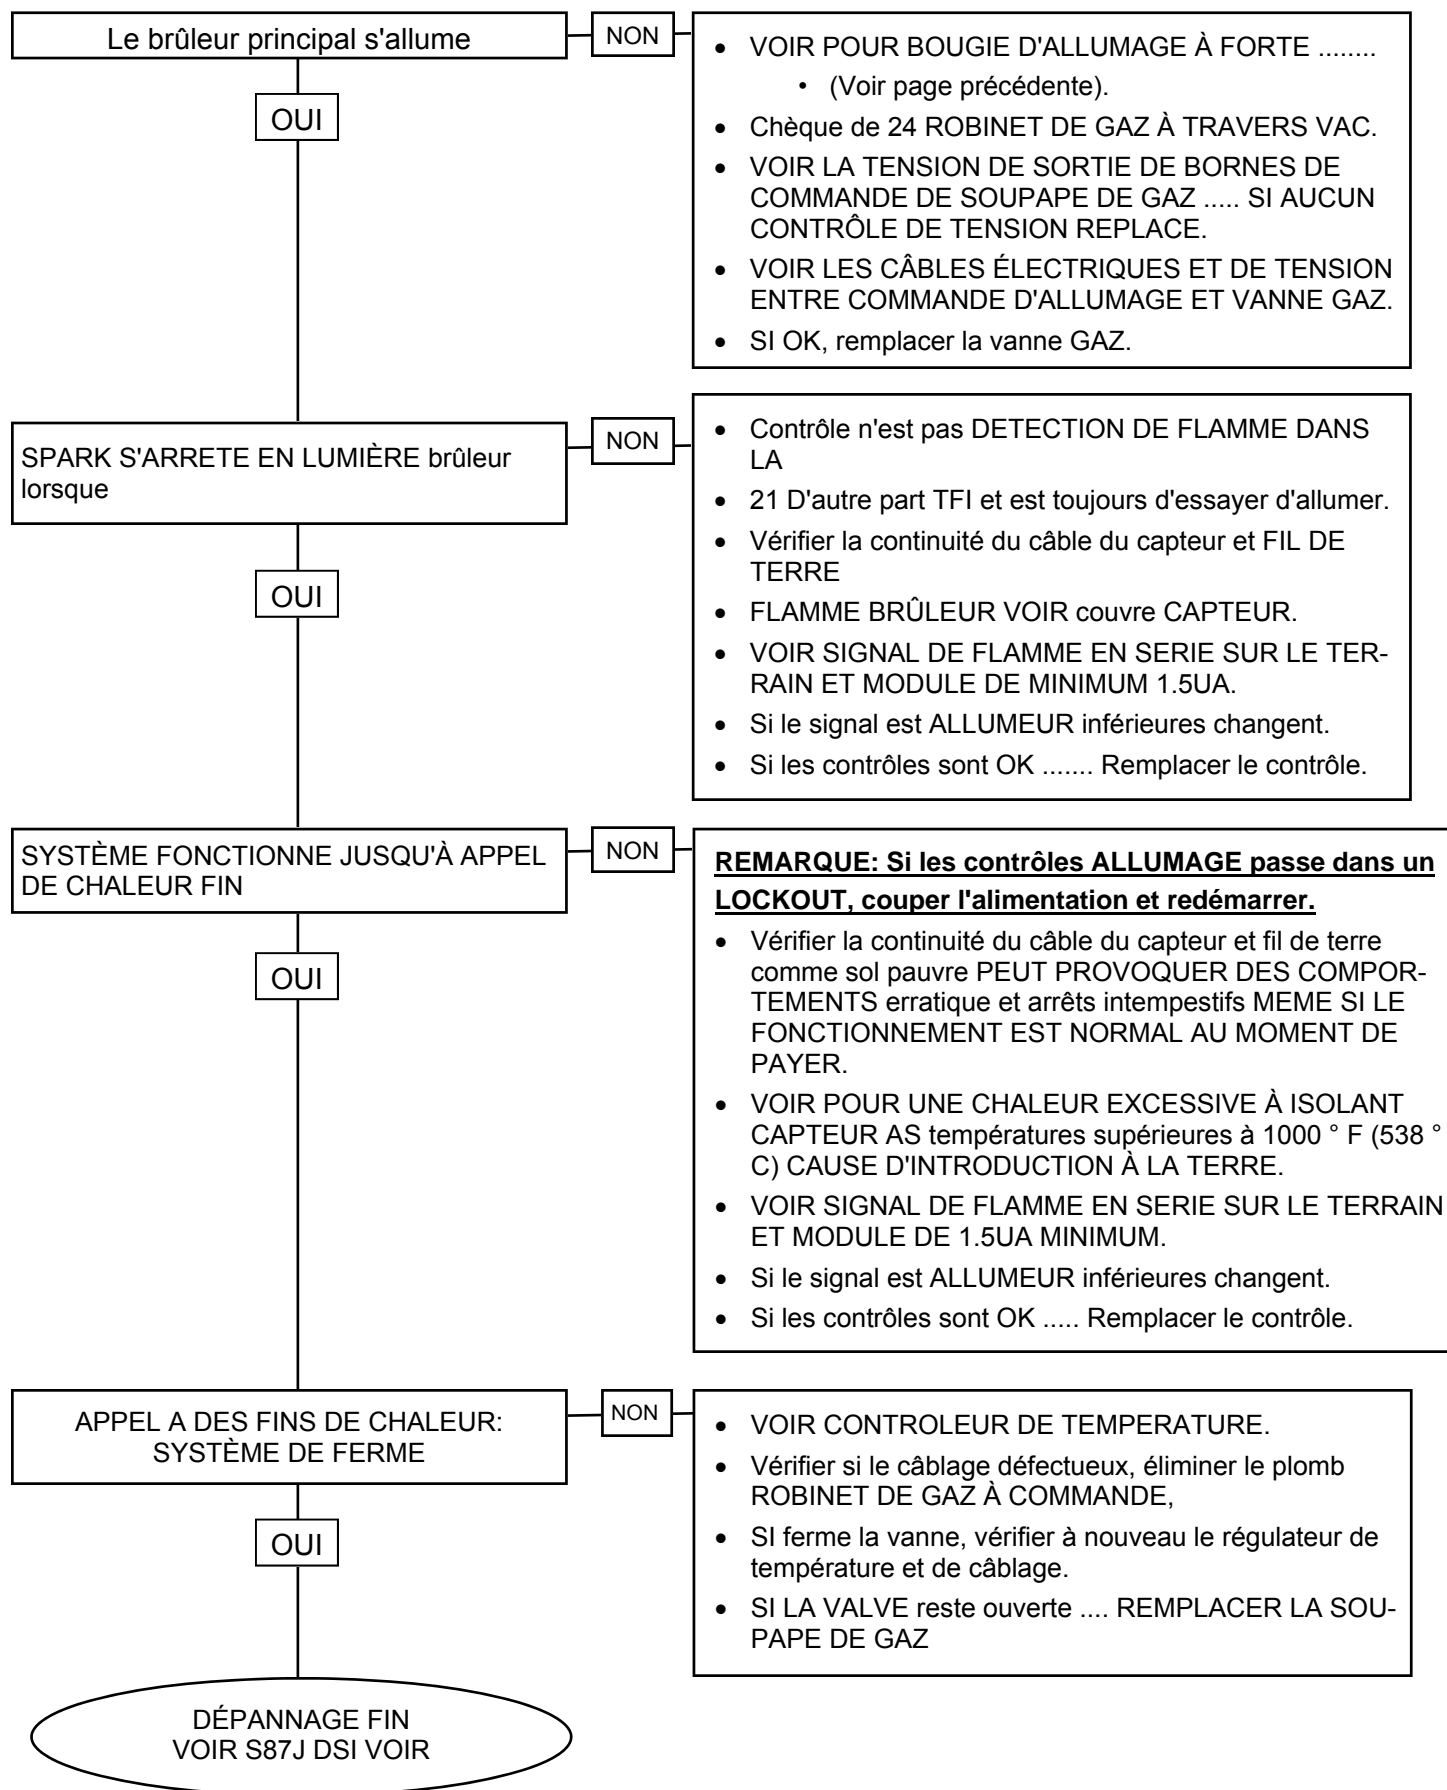 Le brûleur principal s'allume
NON
• VOIR POUR BOUGIE D'ALLUMAGE À FORTE ........
• (Voir page précédente).
• Chèque de 24 ROBINET DE GAZ À TRAVERS VAC.
• VOIR LA TENSION DE SORTIE DE BORNES DE
COMMANDE DE SOUPAPE DE GAZ ..... SI AUCUN
CONTRÔLE DE TENSION REPLACE.
• VOIR LES CÂBLES ÉLECTRIQUES ET DE TENSION
ENTRE COMMANDE D'ALLUMAGE ET VANNE GAZ.
• SI OK, remplacer la vanne GAZ.
OUI
SPARK S'ARRETE EN LUMIÈRE brûleur
lorsque
NON
• Contrôle n'est pas DETECTION DE FLAMME DANS
LA
• 21 D'autre part TFI et est toujours d'essayer d'allumer.
• Vérifier la continuité du câble du capteur et FIL DE
TERRE
• FLAMME BRÛLEUR VOIR couvre CAPTEUR.
• VOIR SIGNAL DE FLAMME EN SERIE SUR LE TER-
RAIN ET MODULE DE MINIMUM 1.5UA.
• Si le signal est ALLUMEUR inférieures changent.
• Si les contrôles sont OK ....... Remplacer le contrôle.
OUI
SYSTÈME FONCTIONNE JUSQU'À APPEL
DE CHALEUR FIN
NON
REMARQUE: Si les contrôles ALLUMAGE passe dans un
LOCKOUT, couper l'alimentation et redémarrer.
• Vérifier la continuité du câble du capteur et fil de terre
comme sol pauvre PEUT PROVOQUER DES COMPOR-
TEMENTS erratique et arrêts intempestifs MEME SI LE
FONCTIONNEMENT EST NORMAL AU MOMENT DE
PAYER.
• VOIR POUR UNE CHALEUR EXCESSIVE À ISOLANT
CAPTEUR AS températures supérieures à 1000 ° F (538 °
C) CAUSE D'INTRODUCTION À LA TERRE.
• VOIR SIGNAL DE FLAMME EN SERIE SUR LE TERRAIN
ET MODULE DE 1.5UA MINIMUM.
• Si le signal est ALLUMEUR inférieures changent.
• Si les contrôles sont OK ..... Remplacer le contrôle.
OUI
APPEL A DES FINS DE CHALEUR:
SYSTÈME DE FERME
NON
• VOIR CONTROLEUR DE TEMPERATURE.
• Vérifier si le câblage défectueux, éliminer le plomb
ROBINET DE GAZ À COMMANDE,
• SI ferme la vanne, vérifier à nouveau le régulateur de
température et de câblage.
• SI LA VALVE reste ouverte .... REMPLACER LA SOU-
PAPE DE GAZ
OUI
DÉPANNAGE FIN
VOIR S87J DSI VOIR